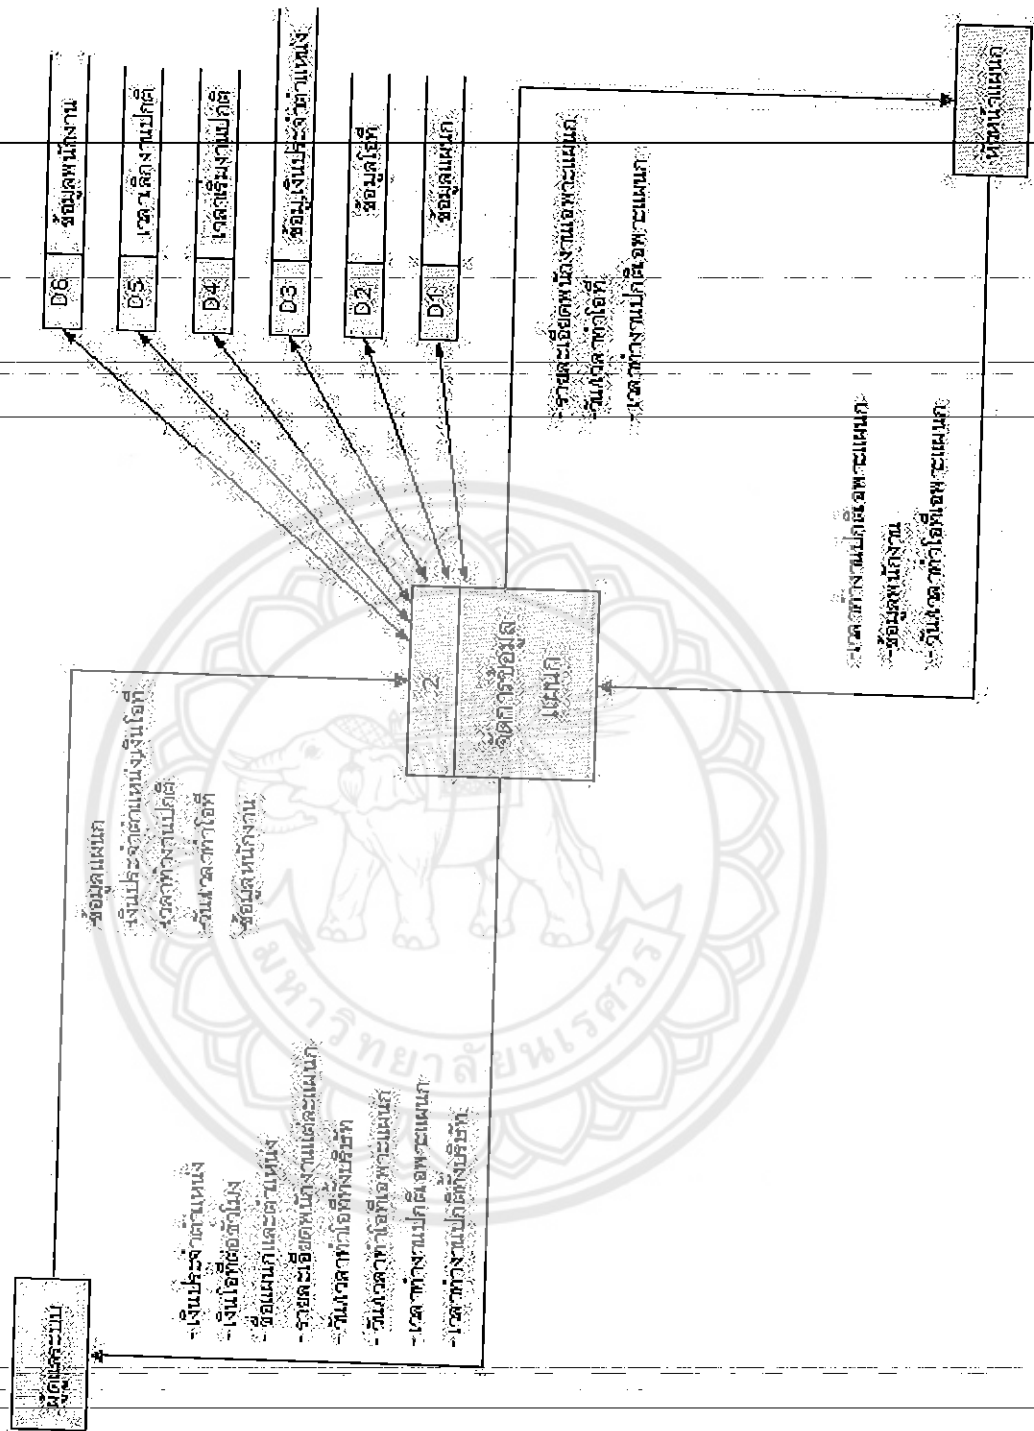 ผู้ดูแลระบบ
-ข้อมูลแผนก
-เงินประจำตำแหน่ง,เงินโอที
-เวลาทำงานปกติ
-วัน/เวลาทำโอที
-ข้อมูลพนักงาน
-เงินประจำตำแหน่ง
-เงินโอทีต่อชั่วโมง
-ชื่อแผนกและตำแหน่ง
-รายละเอียดพนักงานแต่ละแผนก
-วัน/เวลาทำโอทีทั้งบริษัท
-วัน/เวลาทำโอทีเฉพาะแผนก
-เวลาทำงานปกติเฉพาะแผนก
-เวลาทำงานปกติทั้งบริษัท
2
จัดการข้อมูล
แผนก
D6 ข้อมูลพนักงาน
D5 เวลาเลิกงานปกติ
D4 เวลาเริ่มงานปกติ
D3 ข้อมูลเงินประจำตำแหน่ง
D2 ข้อมูลโอที
D1 ข้อมูลแผนก
-รายละเอียดพนักงานเฉพาะแผนก
-วัน/เวลาทำโอที
-เวลาทำงานปกติเฉพาะแผนก
-เวลาทำงานปกติเฉพาะแผนก
-ข้อมูลพนักงาน
-วัน/เวลาทำโอทีเฉพาะแผนก
หัวหน้าแผนก
มหาวิทยาลัยนเรศวร